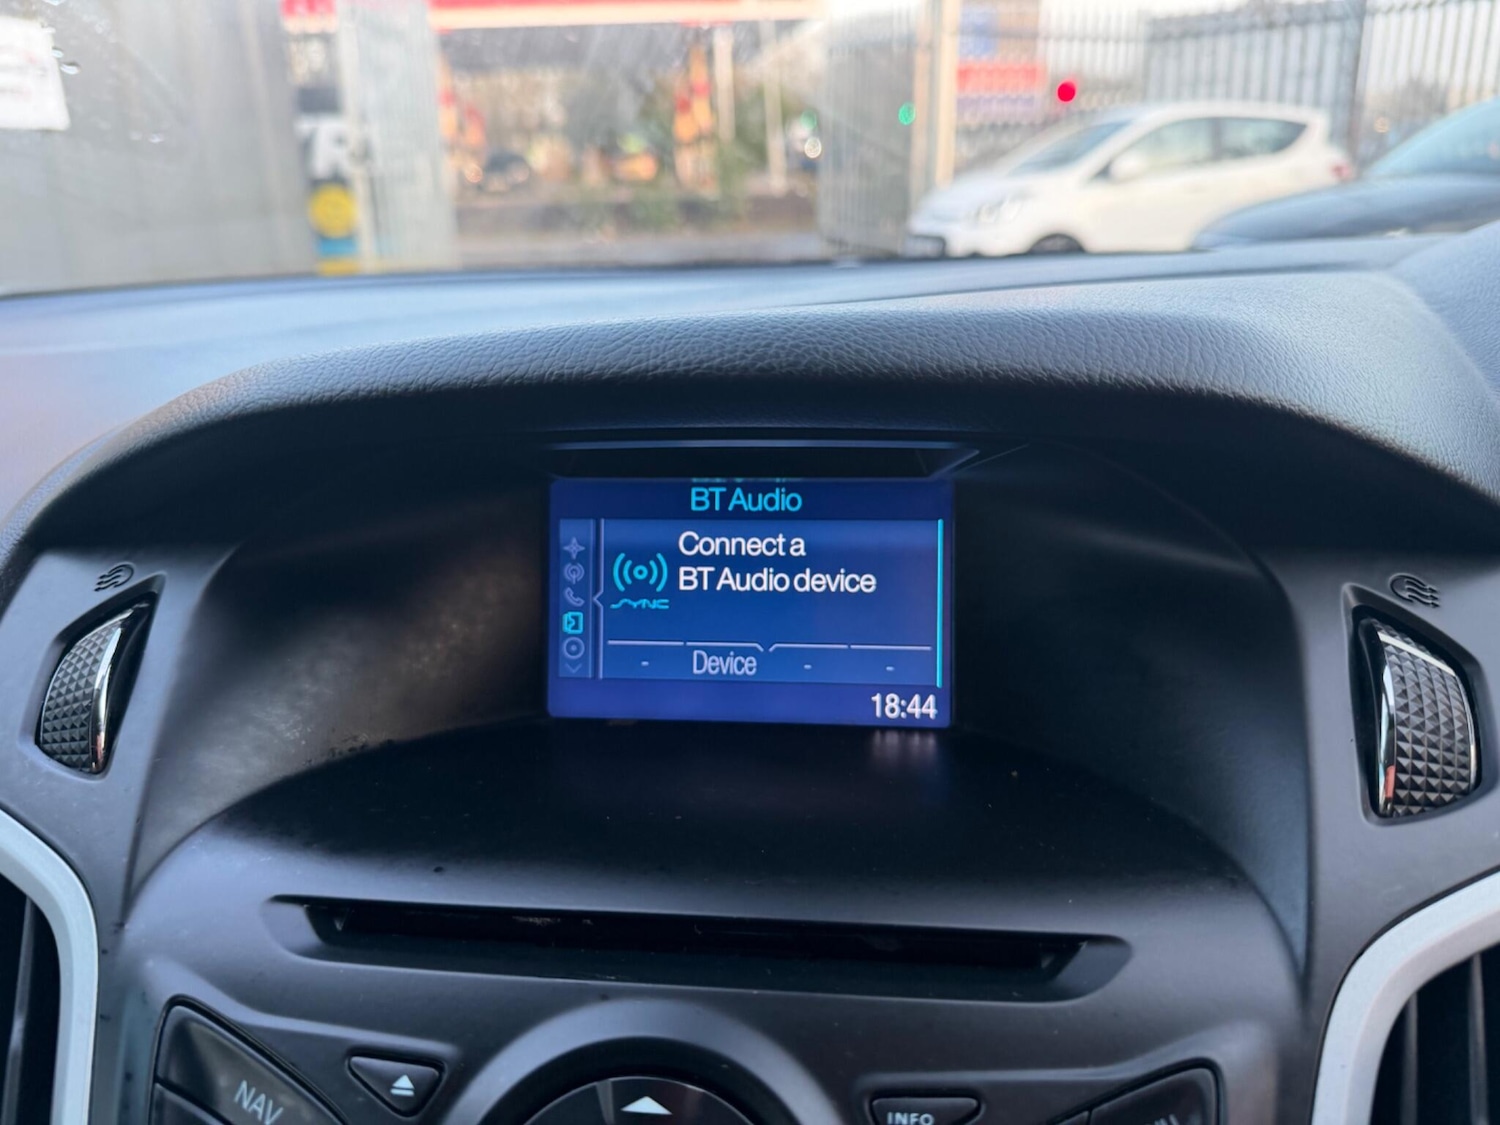 BT Audio
Connect a
BT Audio device
SYNC
- Device - -
18:44
NAV
INFO